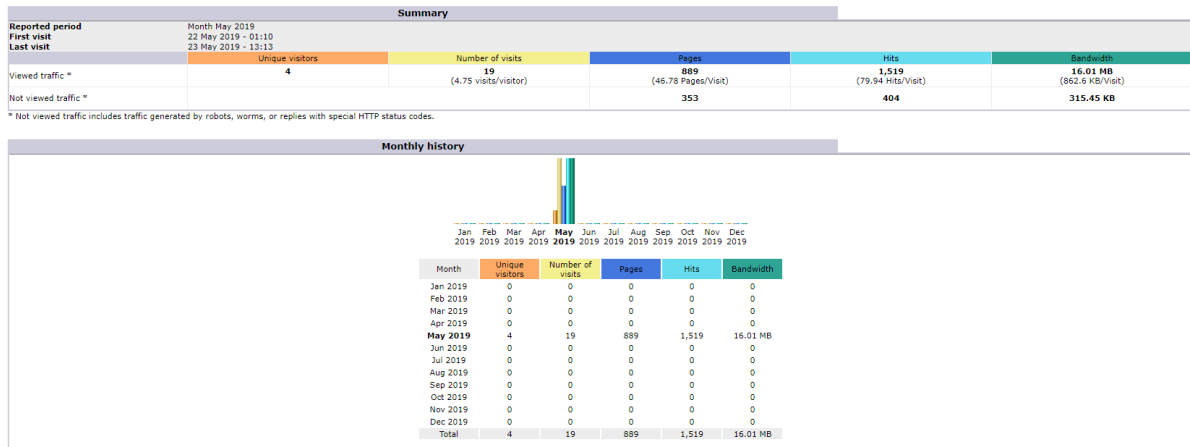 Summary
Reported period Month May 2019
First visit 22 May 2019 - 01:10
Last visit 23 May 2019 - 13:13
Unique visitors Number of visits Pages Hits Bandwidth
Viewed traffic * 4 19 889 1,519 16.01 MB
(4.75 visits/visitor) (46.78 Pages/Visit) (79.94 Hits/Visit) (862.6 KB/Visit)
Not viewed traffic * 353 404 315.45 KB
* Not viewed traffic includes traffic generated by robots, worms, or replies with special HTTP status codes.
Monthly history
Jan Feb Mar Apr May Jun Jul Aug Sep Oct Nov Dec
2019 2019 2019 2019 2019 2019 2019 2019 2019 2019 2019 2019
Month Unique visitors Number of visits Pages Hits Bandwidth
Jan 2019 0 0 0 0 0
Feb 2019 0 0 0 0 0
Mar 2019 0 0 0 0 0
Apr 2019 0 0 0 0 0
May 2019 4 19 889 1,519 16.01 MB
Jun 2019 0 0 0 0 0
Jul 2019 0 0 0 0 0
Aug 2019 0 0 0 0 0
Sep 2019 0 0 0 0 0
Oct 2019 0 0 0 0 0
Nov 2019 0 0 0 0 0
Dec 2019 0 0 0 0 0
Total 4 19 889 1,519 16.01 MB